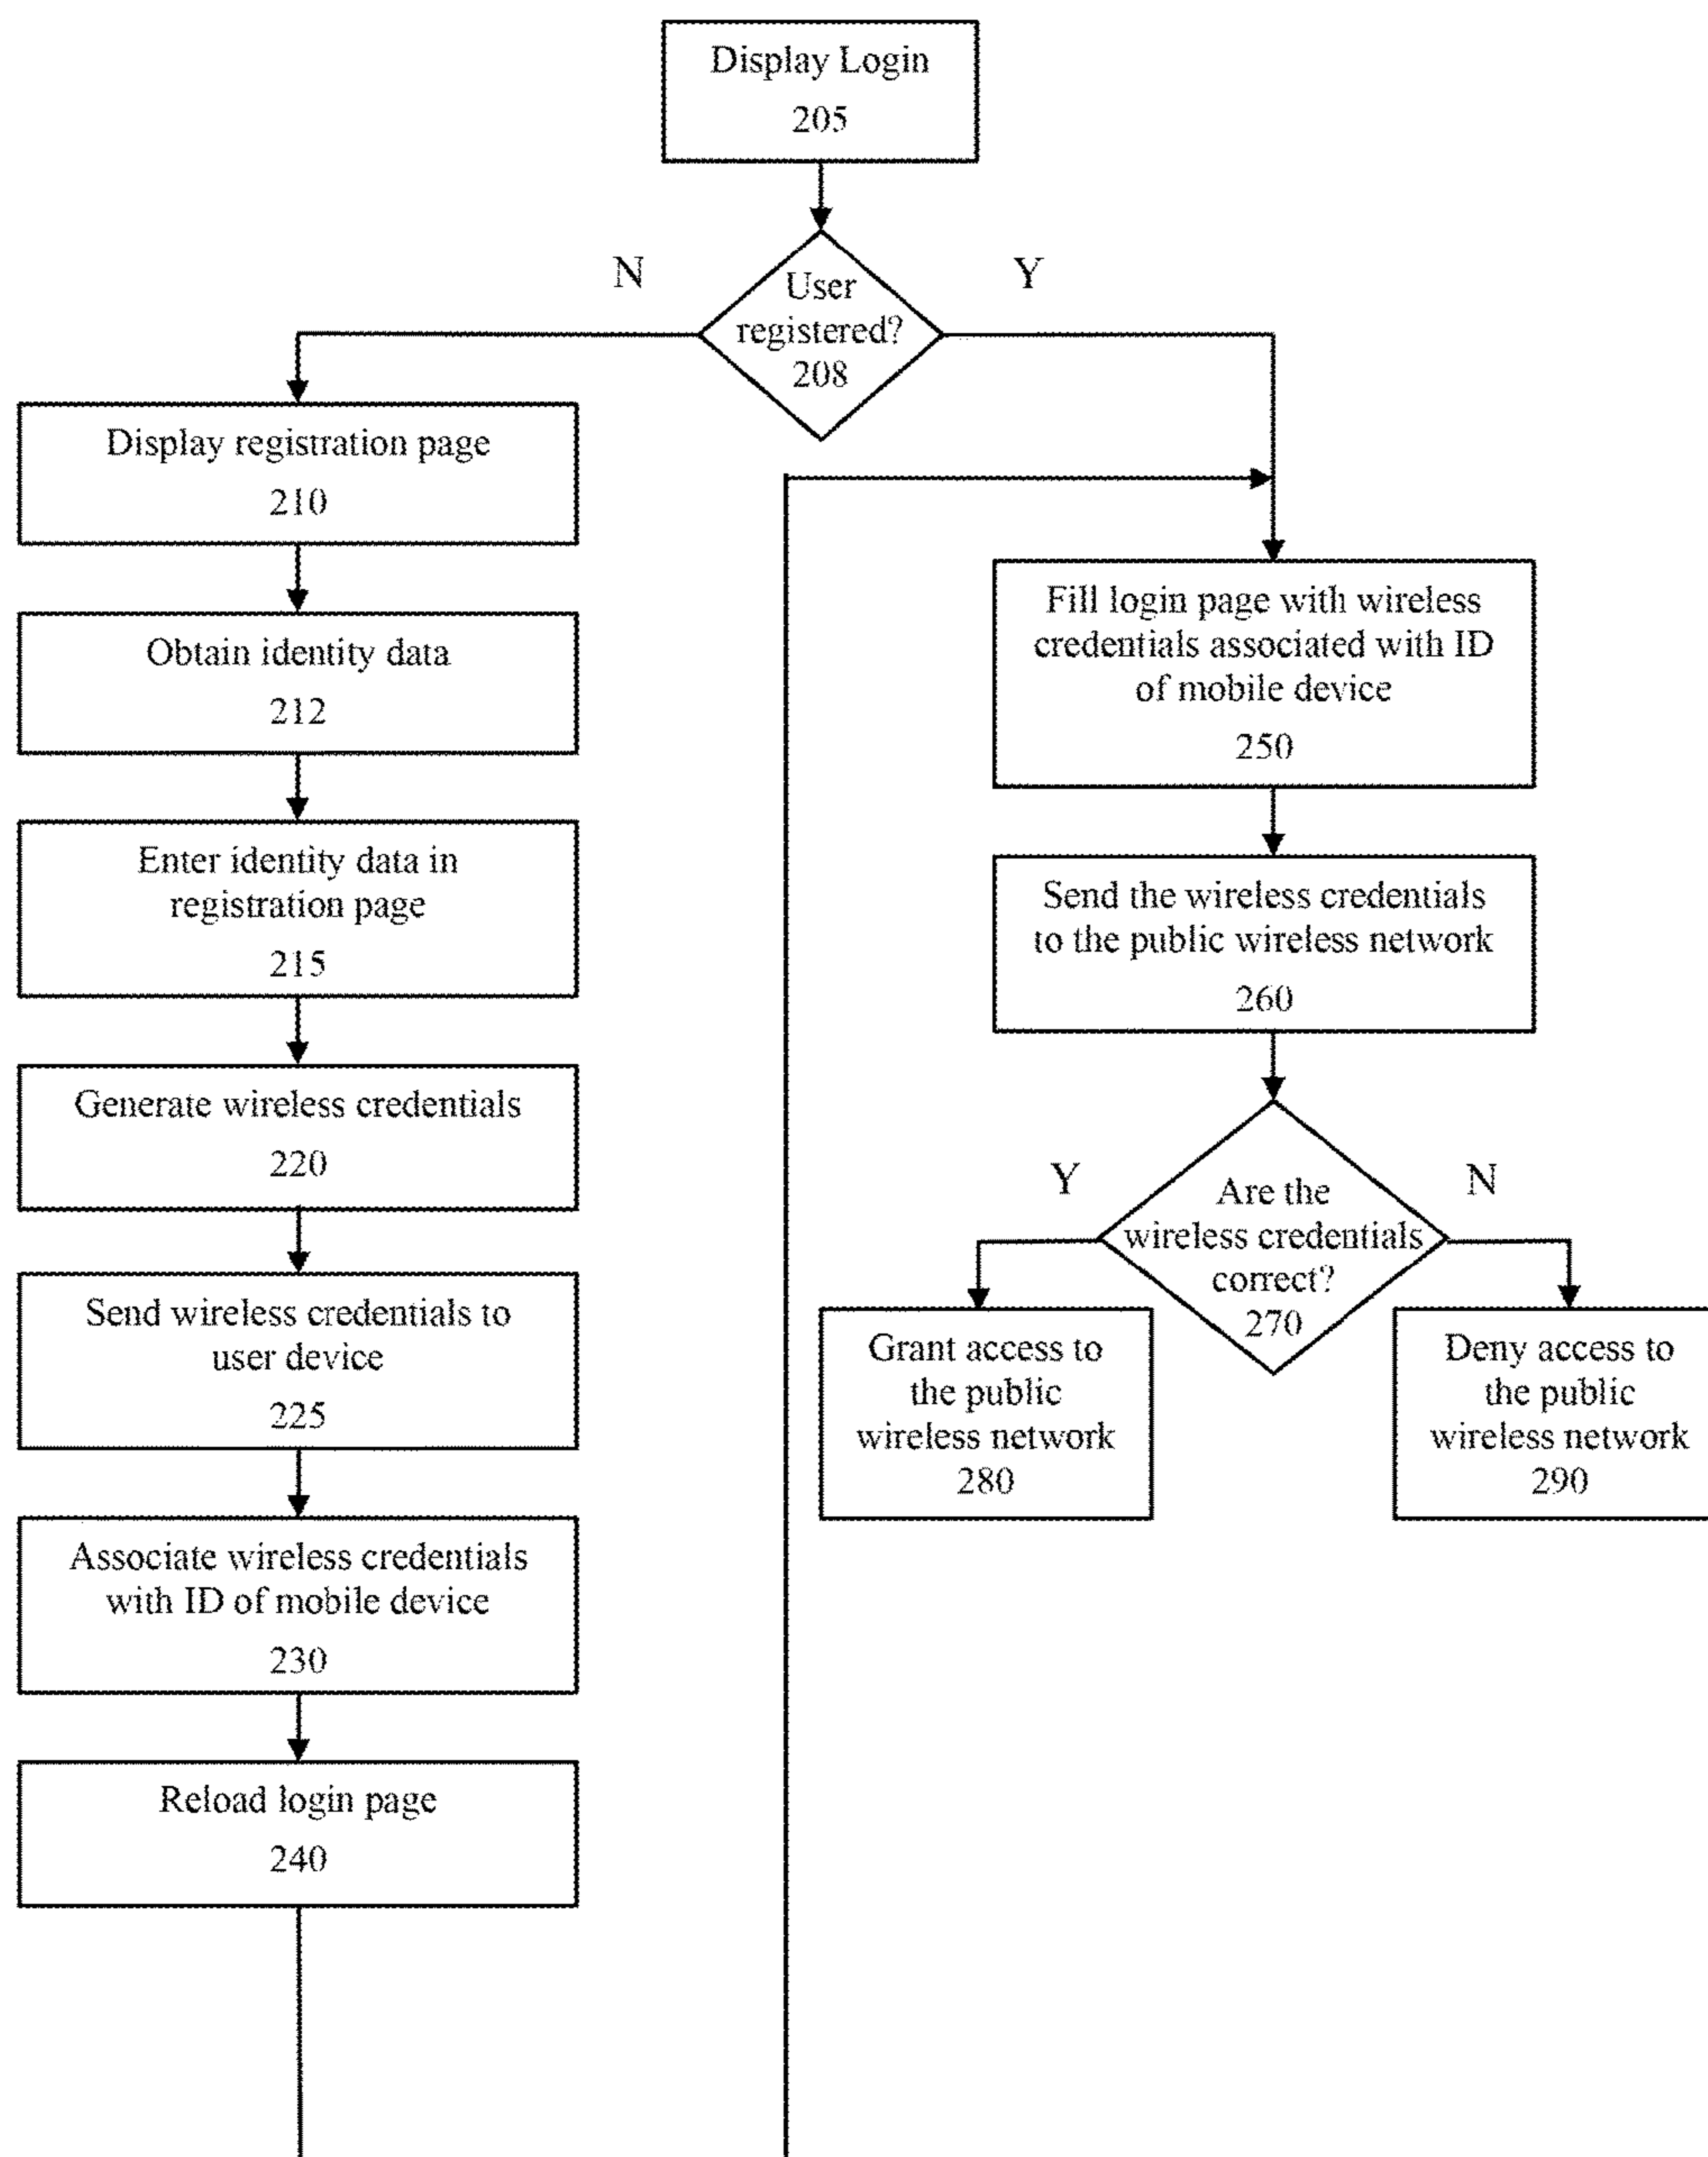 Display Login
205
N
Y
User
registered?
208
Display registration page
210
Obtain identity data
212
Enter identity data in
registration page
215
Generate wireless credentials
220
Send wireless credentials to
user device
225
Associate wireless credentials
with ID of mobile device
230
Reload login page
240
Fill login page with wireless
credentials associated with ID
of mobile device
250
Send the wireless credentials
to the public wireless network
260
Y
N
Are the
wireless credentials
correct?
270
Grant access to
the public
wireless network
280
Deny access to
the public
wireless network
290